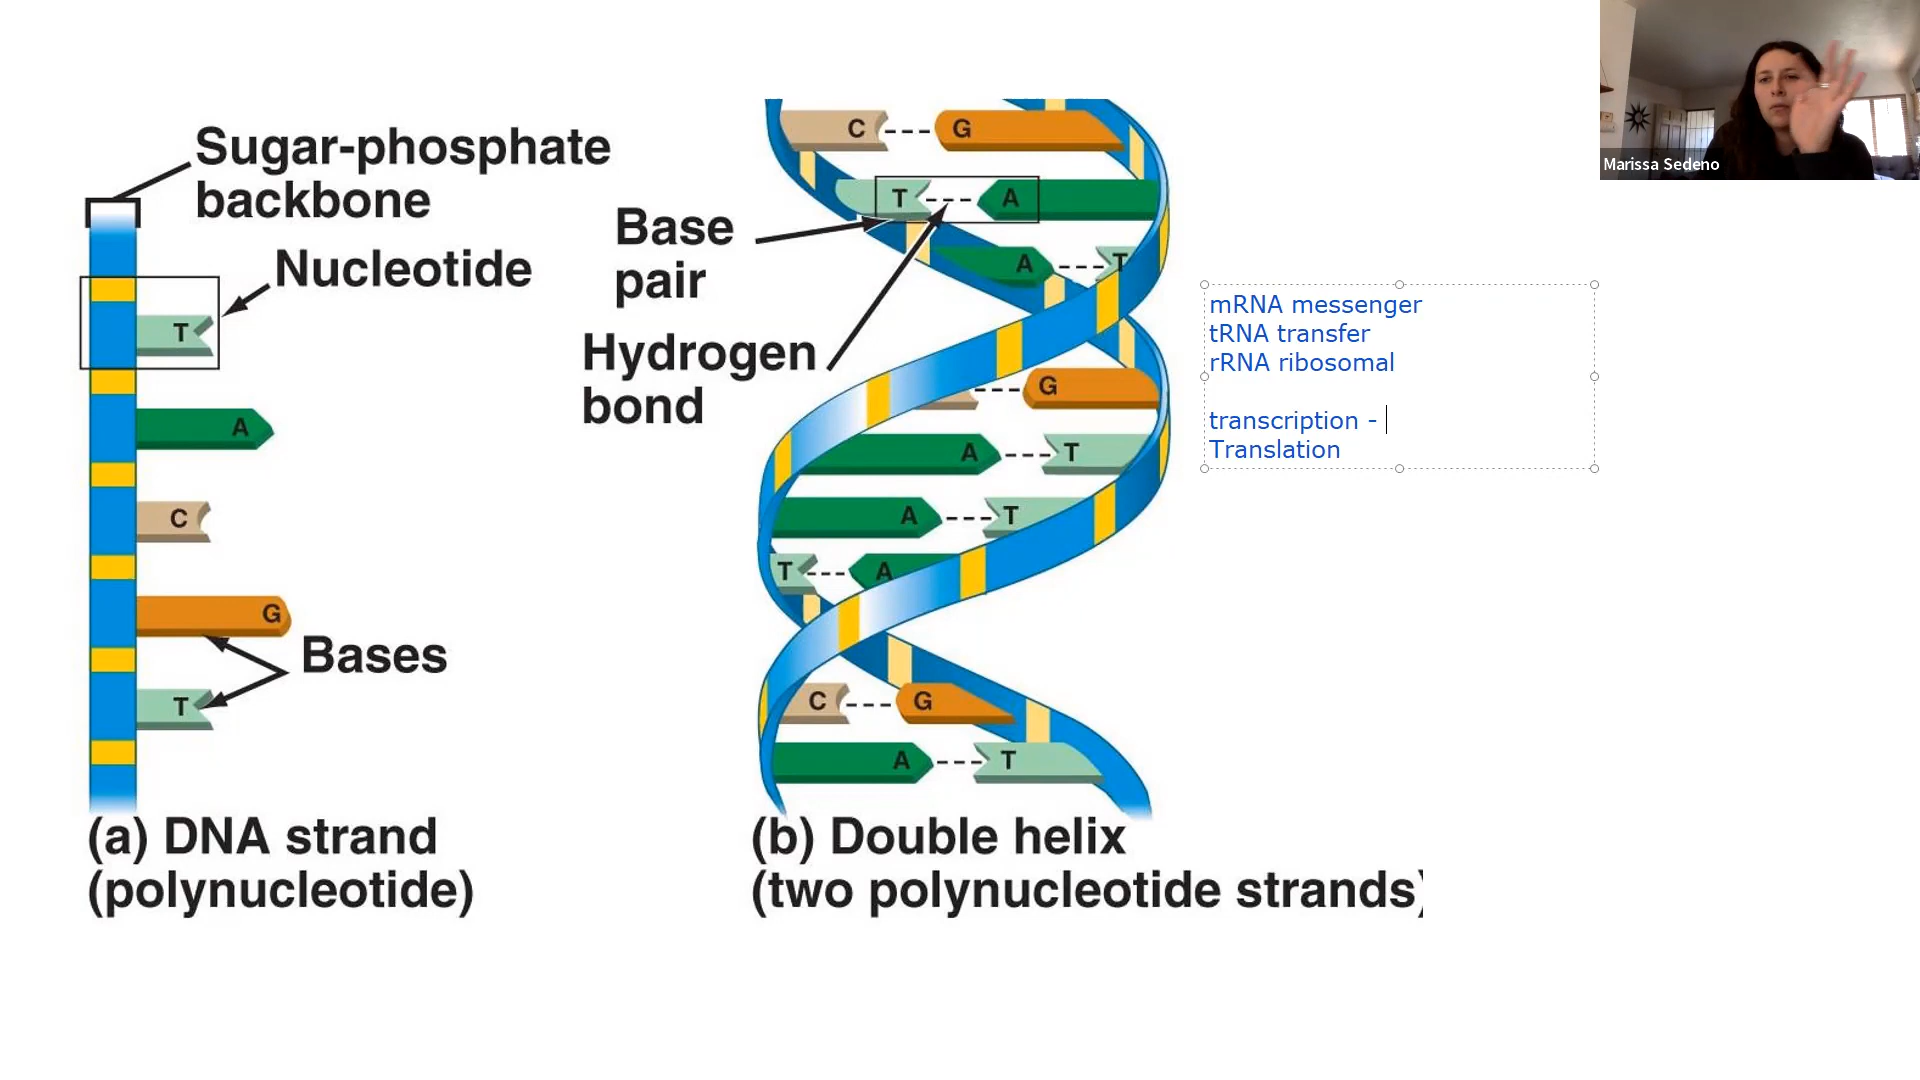 Sugar-phosphate
backbone
Nucleotide
T
A
C
G
T
Bases
(a) DNA strand
(polynucleotide)
C
G
T
A
Base
pair
A
T
Hydrogen
bond
G
A
T
A
T
T
A
C
G
A
T
(b) Double helix
(two polynucleotide strands)
mRNA messenger
tRNA transfer
rRNA ribosomal
transcription -
Translation
Marissa Sedeno